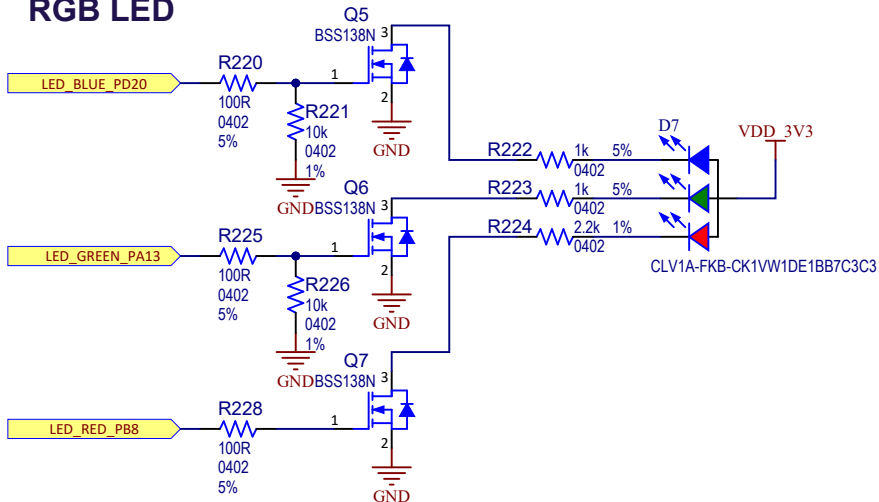 RGB LED
Q5
BSS138N
3
1
2
GND
LED_BLUE_PD20
R220
100R
0402
5%
R221
10k
0402
1%
GND
D7
VDD_3V3
R222
1k
5%
0402
R223
1k
5%
0402
R224
2.2k
1%
0402
CLV1A-FKB-CK1VW1DE1BB7C3C3
Q6
BSS138N
3
1
2
GND
LED_GREEN_PA13
R225
100R
0402
5%
R226
10k
0402
1%
GND
Q7
BSS138N
3
1
2
GND
LED_RED_PB8
R228
100R
0402
5%